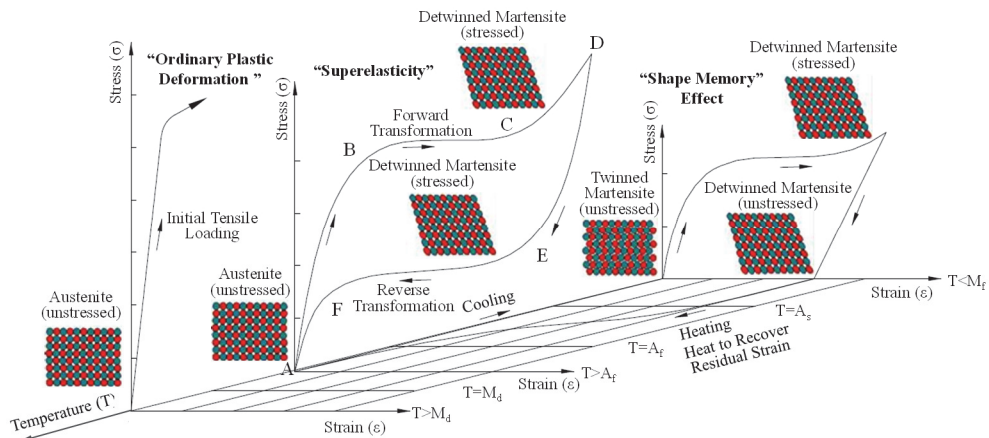 Stress (σ)
“Ordinary Plastic
Deformation ”
Initial Tensile
Loading
Austenite
(unstressed)
Temperature (T)
Strain (ε)
T>Md
T=Md
Stress (σ)
“Superelasticity”
Detwinned Martensite
(stressed)
D
Forward
Transformation
C
B
Detwinned Martensite
(stressed)
E
Austenite
(unstressed)
F
Reverse
Transformation
A
Cooling
Strain (ε)
T>Af
T=Af
“Shape Memory”
Effect
Stress (σ)
Detwinned Martensite
(stressed)
Twinned
Martensite
(unstressed)
Detwinned Martensite
(unstressed)
Strain (ε)
T<Mf
T=As
Heating
Heat to Recover
Residual Strain